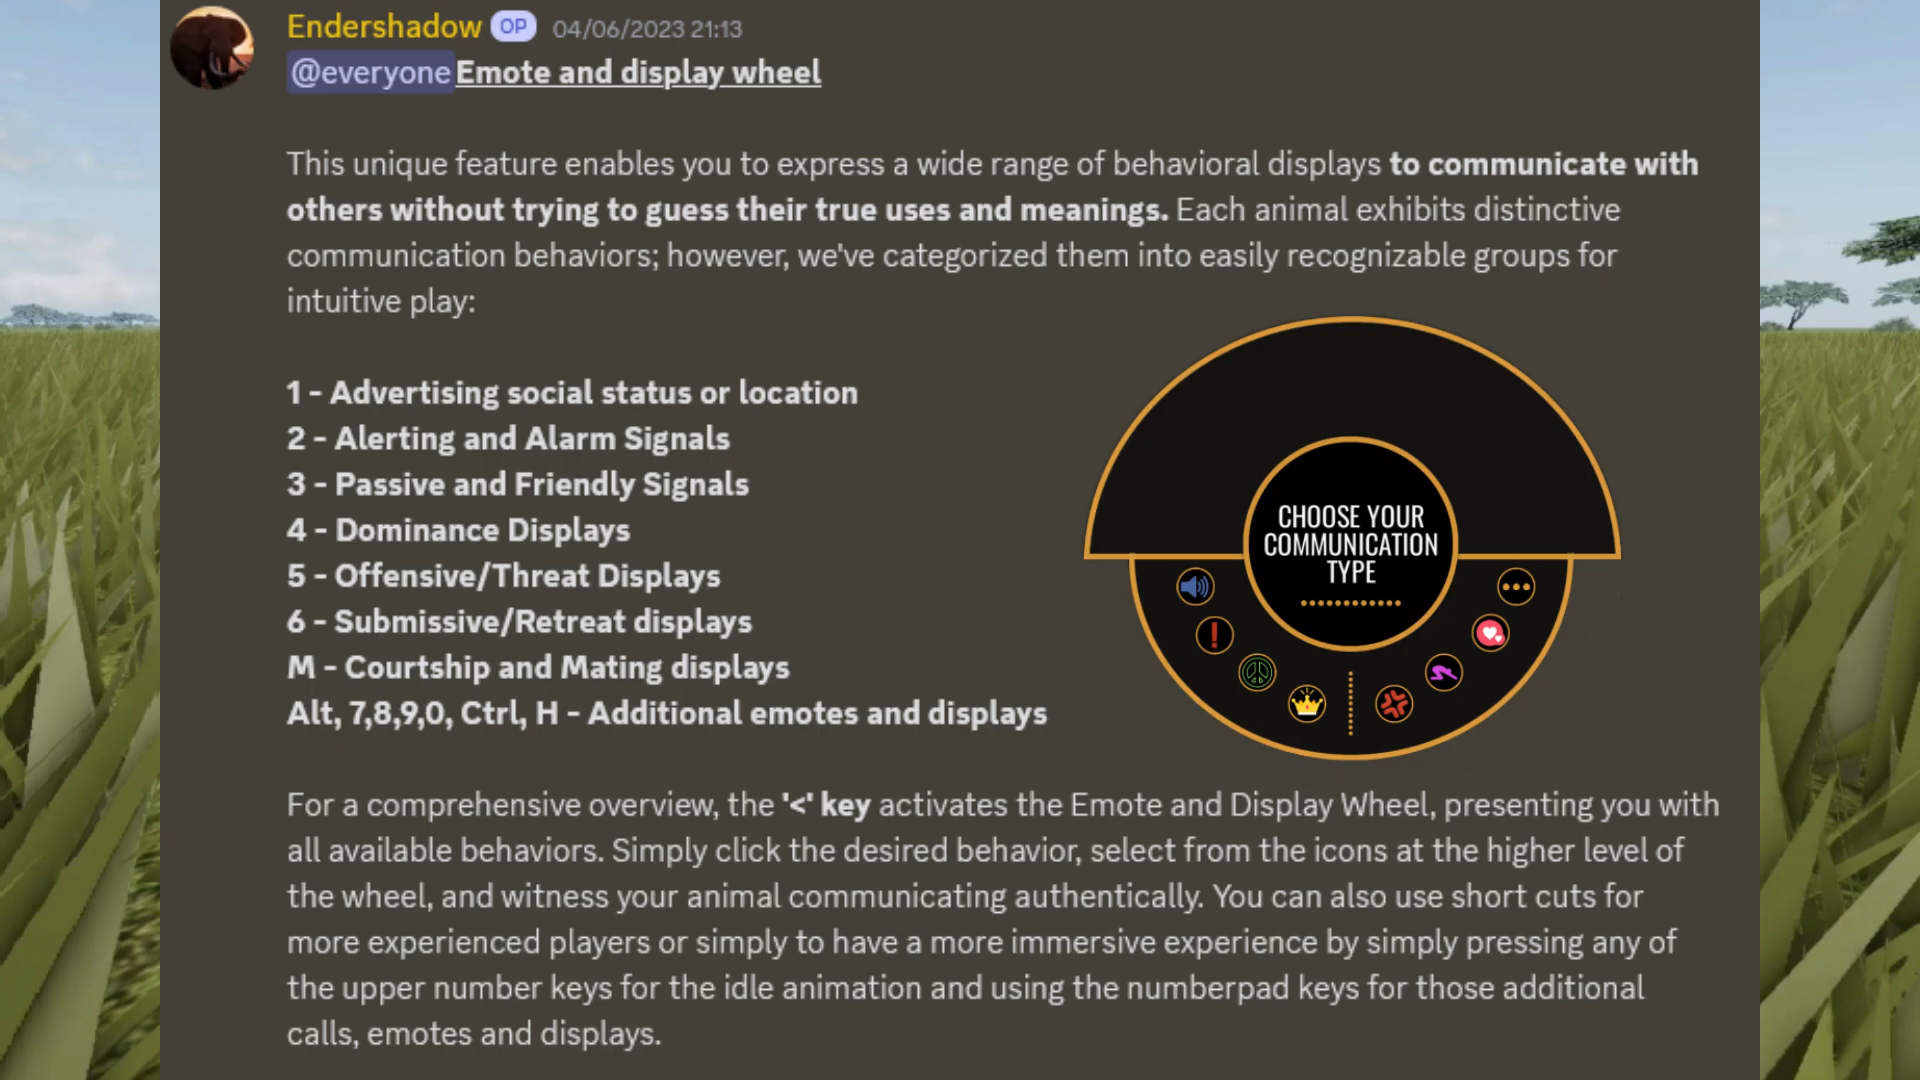 Endershadow OP 04/06/2023 21:13
@everyone Emote and display wheel
This unique feature enables you to express a wide range of behavioral displays to communicate with
others without trying to guess their true uses and meanings. Each animal exhibits distinctive
communication behaviors; however, we've categorized them into easily recognizable groups for
intuitive play:
1 - Advertising social status or location
2 - Alerting and Alarm Signals
3 - Passive and Friendly Signals
4 - Dominance Displays
5 - Offensive/Threat Displays
6 - Submissive/Retreat displays
M - Courtship and Mating displays
Alt, 7,8,9,0, Ctrl, H - Additional emotes and displays
CHOOSE YOUR
COMMUNICATION
TYPE
For a comprehensive overview, the '<' key activates the Emote and Display Wheel, presenting you with
all available behaviors. Simply click the desired behavior, select from the icons at the higher level of
the wheel, and witness your animal communicating authentically. You can also use short cuts for
more experienced players or simply to have a more immersive experience by simply pressing any of
the upper number keys for the idle animation and using the numberpad keys for those additional
calls, emotes and displays.